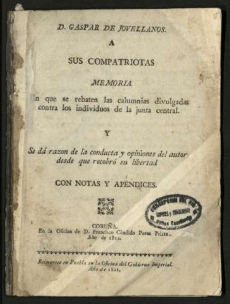 D. GASPAR DE JOVELLANOS.
A
SUS COMPATRIOTAS
MEMORIA
En que se rebaten las calumnias divulgadas
contra los individuos de la junta central.
Y
Se dá razon de la conducta y opiniones del autor
desde que recobró su libertad
CON NOTAS Y APENDICES.
CORUÑA.
En la Oficina de D. Francisco Cándido Perez Prieto.
Año de 1811.
Reimpreso en Puebla en la Oficina del Gobierno Imperial.
Año de 1821.